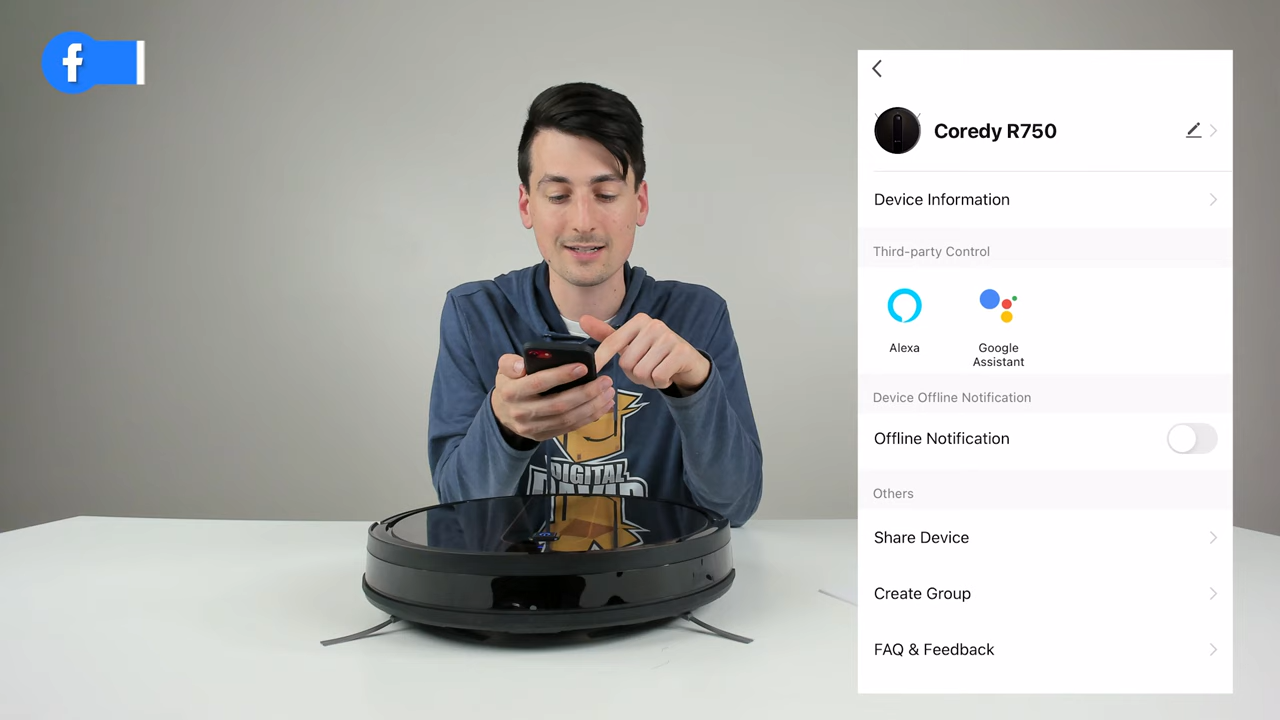 f
Coredy R750
Device Information
Third-party Control
Alexa
Google
Assistant
Device Offline Notification
Offline Notification
Others
Share Device
Create Group
FAQ & Feedback
DIGITAL
DAVID